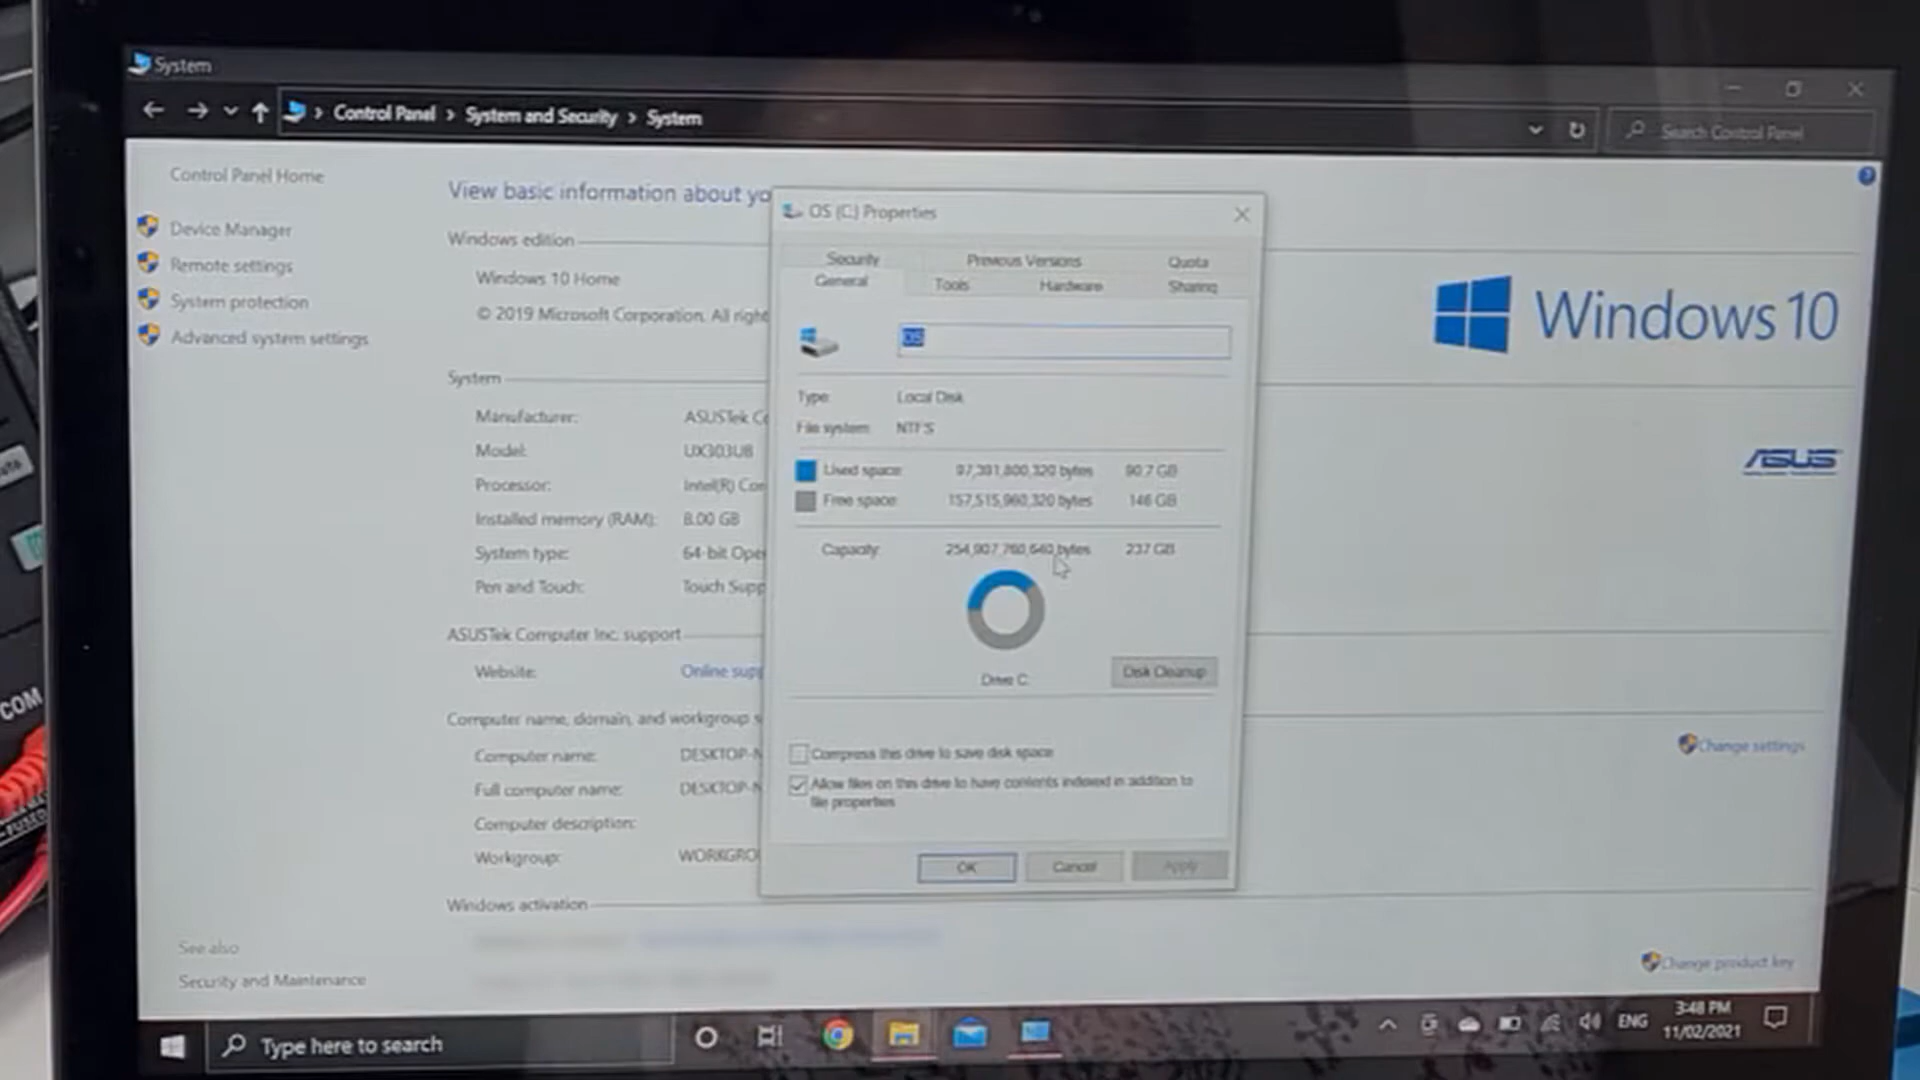 System
Control Panel > System and Security > System
Search Control Panel
Control Panel Home
Device Manager
Remote settings
System protection
Advanced system settings
See also
Security and Maintenance
View basic information about yo
Windows edition
Windows 10 Home
© 2019 Microsoft Corporation. All right
System
Manufacturer: ASUSTek Co
Model: UX303UB
Processor: Intel(R) Cor
Installed memory (RAM): 8.00 GB
System type: 64-bit Oper
Pen and Touch: Touch Supp
ASUSTek Computer Inc. support
Website: Online supp
Computer name, domain, and workgroup s
Computer name: DESKTOP-N
Full computer name: DESKTOP-N
Computer description:
Workgroup: WORKGROU
Windows activation
OS (C:) Properties
Security Previous Versions Quota
General Tools Hardware Sharing
OS
Type: Local Disk
File system: NTFS
Used space: 97,391,800,320 bytes 90.7 GB
Free space: 157,515,960,320 bytes 146 GB
Capacity: 254,907,760,640 bytes 237 GB
Drive C:
Disk Cleanup
Compress this drive to save disk space
Allow files on this drive to have contents indexed in addition to
file properties
OK Cancel Apply
Windows 10
ASUS
Change settings
Change product key
Type here to search
ENG
3:48 PM
11/02/2021
COM
FUSED